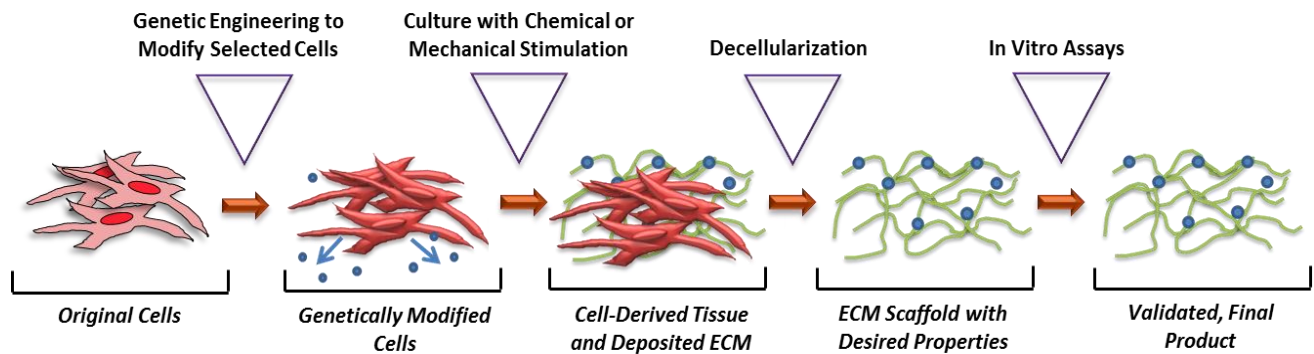 Genetic Engineering to
Modify Selected Cells
Culture with Chemical or
Mechanical Stimulation
Decellularization
In Vitro Assays
Original Cells
Genetically Modified
Cells
Cell-Derived Tissue
and Deposited ECM
ECM Scaffold with
Desired Properties
Validated, Final
Product